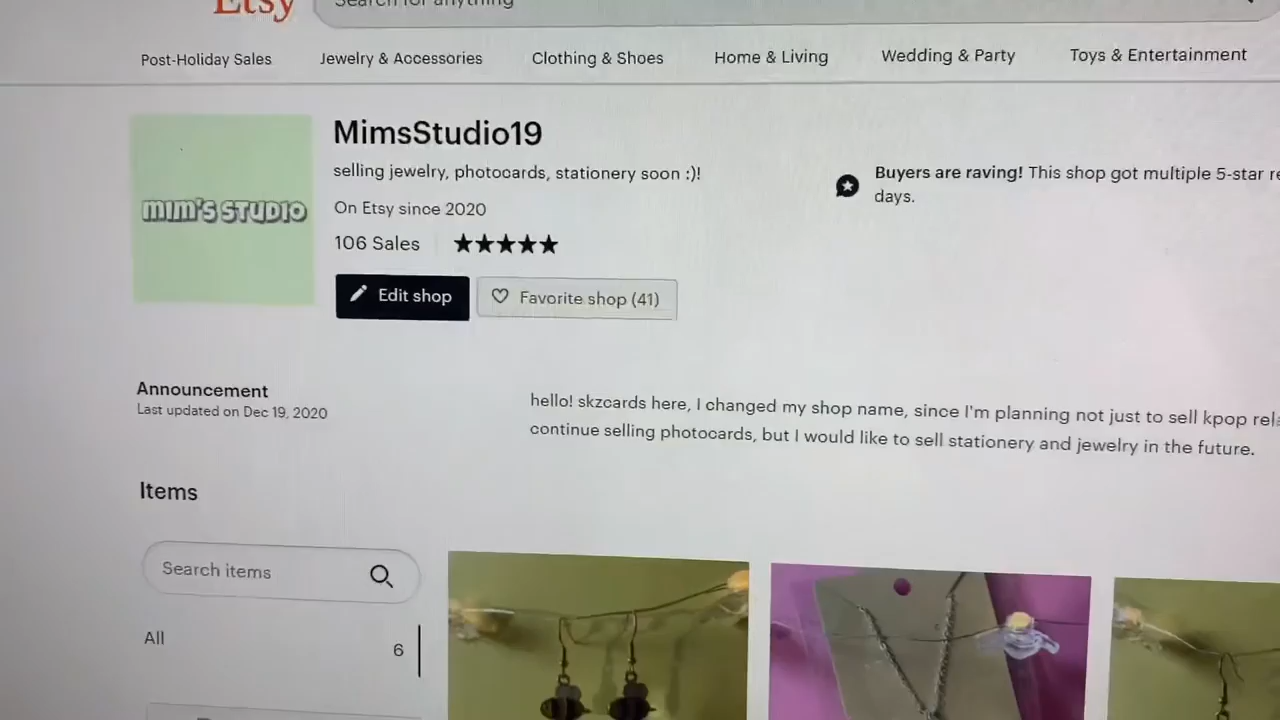 Etsy
Search for anything
Post-Holiday Sales
Jewelry & Accessories
Clothing & Shoes
Home & Living
Wedding & Party
Toys & Entertainment
MIM'S STUDIO
MimsStudio19
selling jewelry, photocards, stationery soon :)!
On Etsy since 2020
106 Sales
Edit shop
Favorite shop (41)
Buyers are raving! This shop got multiple 5-star
days.
Announcement
Last updated on Dec 19, 2020
hello! skzcards here, I changed my shop name, since I'm planning not just to sell kpop
continue selling photocards, but I would like to sell stationery and jewelry in the future.
Items
Search items
All
6